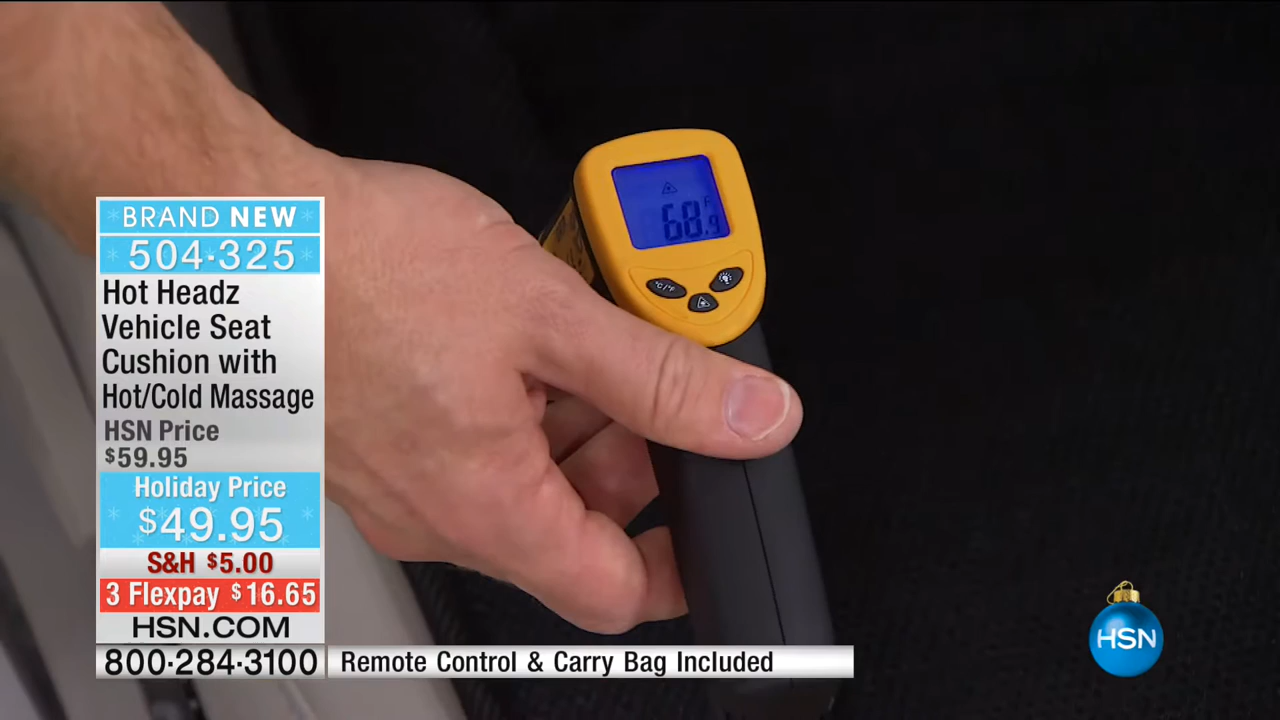 BRAND NEW
504·325
Hot Headz
Vehicle Seat
Cushion with
Hot/Cold Massage
HSN Price
$59.95
Holiday Price
$49.95
S&H $5.00
3 Flexpay $16.65
HSN.COM
800·284·3100
Remote Control & Carry Bag Included
68.9
F
°C/°F
HSN